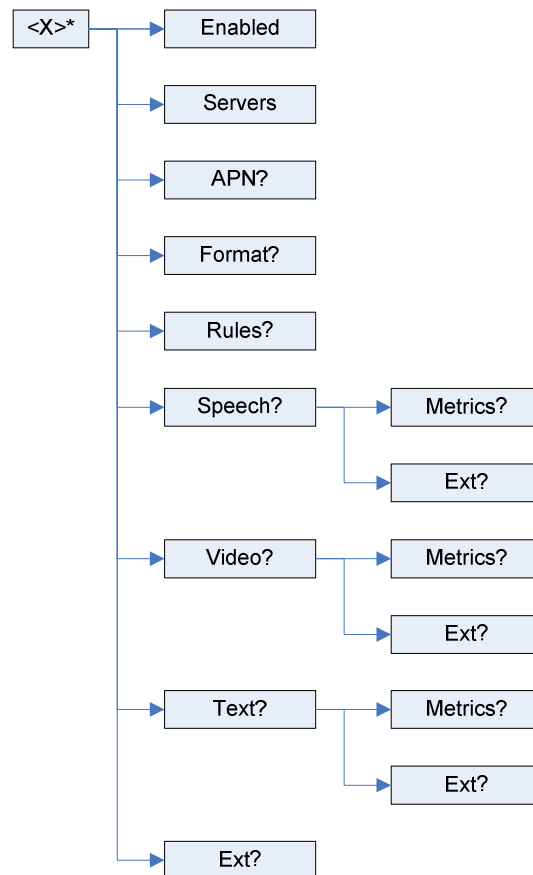 <X>*
Enabled
Servers
APN?
Format?
Rules?
Speech?
Metrics?
Ext?
Video?
Metrics?
Ext?
Text?
Metrics?
Ext?
Ext?